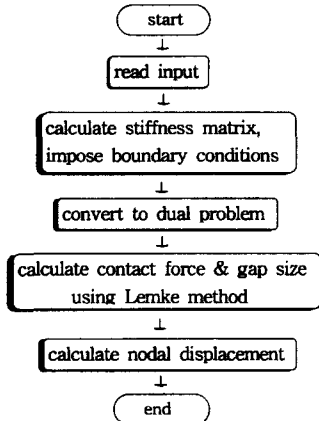 start
read input
calculate stiffness matrix,
impose boundary conditions
convert to dual problem
calculate contact force & gap size
using Lemke method
calculate nodal displacement
end